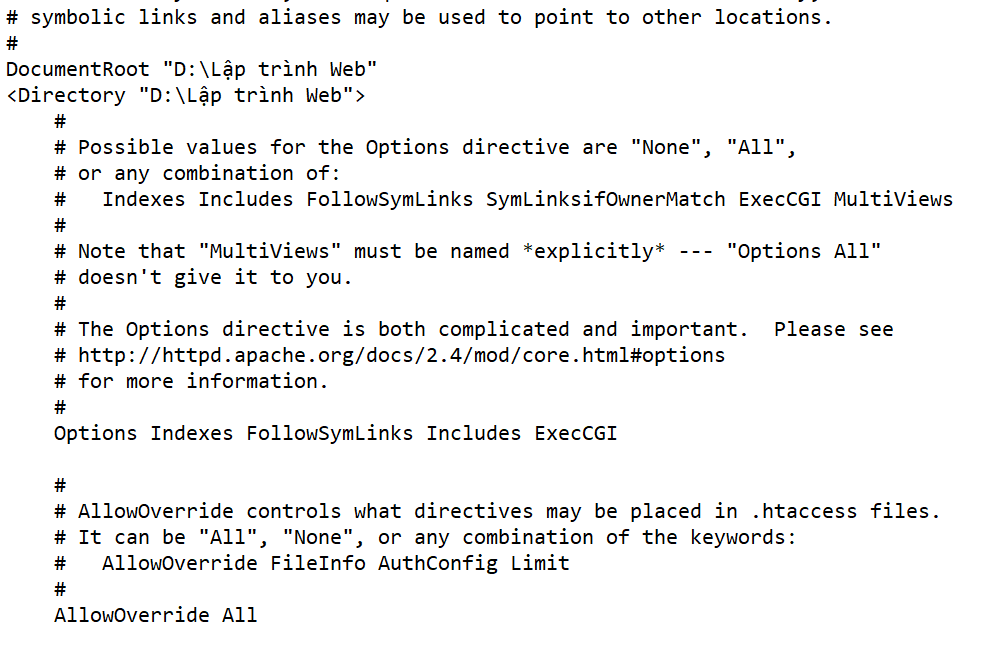 # symbolic links and aliases may be used to point to other locations.
#
DocumentRoot "D:\Lập trình Web"
<Directory "D:\Lập trình Web">
    #
    # Possible values for the Options directive are "None", "All",
    # or any combination of:
    #   Indexes Includes FollowSymLinks SymLinksifOwnerMatch ExecCGI MultiViews
    #
    # Note that "MultiViews" must be named *explicitly* --- "Options All"
    # doesn't give it to you.
    #
    # The Options directive is both complicated and important.  Please see
    # http://httpd.apache.org/docs/2.4/mod/core.html#options
    # for more information.
    #
    Options Indexes FollowSymLinks Includes ExecCGI

    #
    # AllowOverride controls what directives may be placed in .htaccess files.
    # It can be "All", "None", or any combination of the keywords:
    #   AllowOverride FileInfo AuthConfig Limit
    #
    AllowOverride All